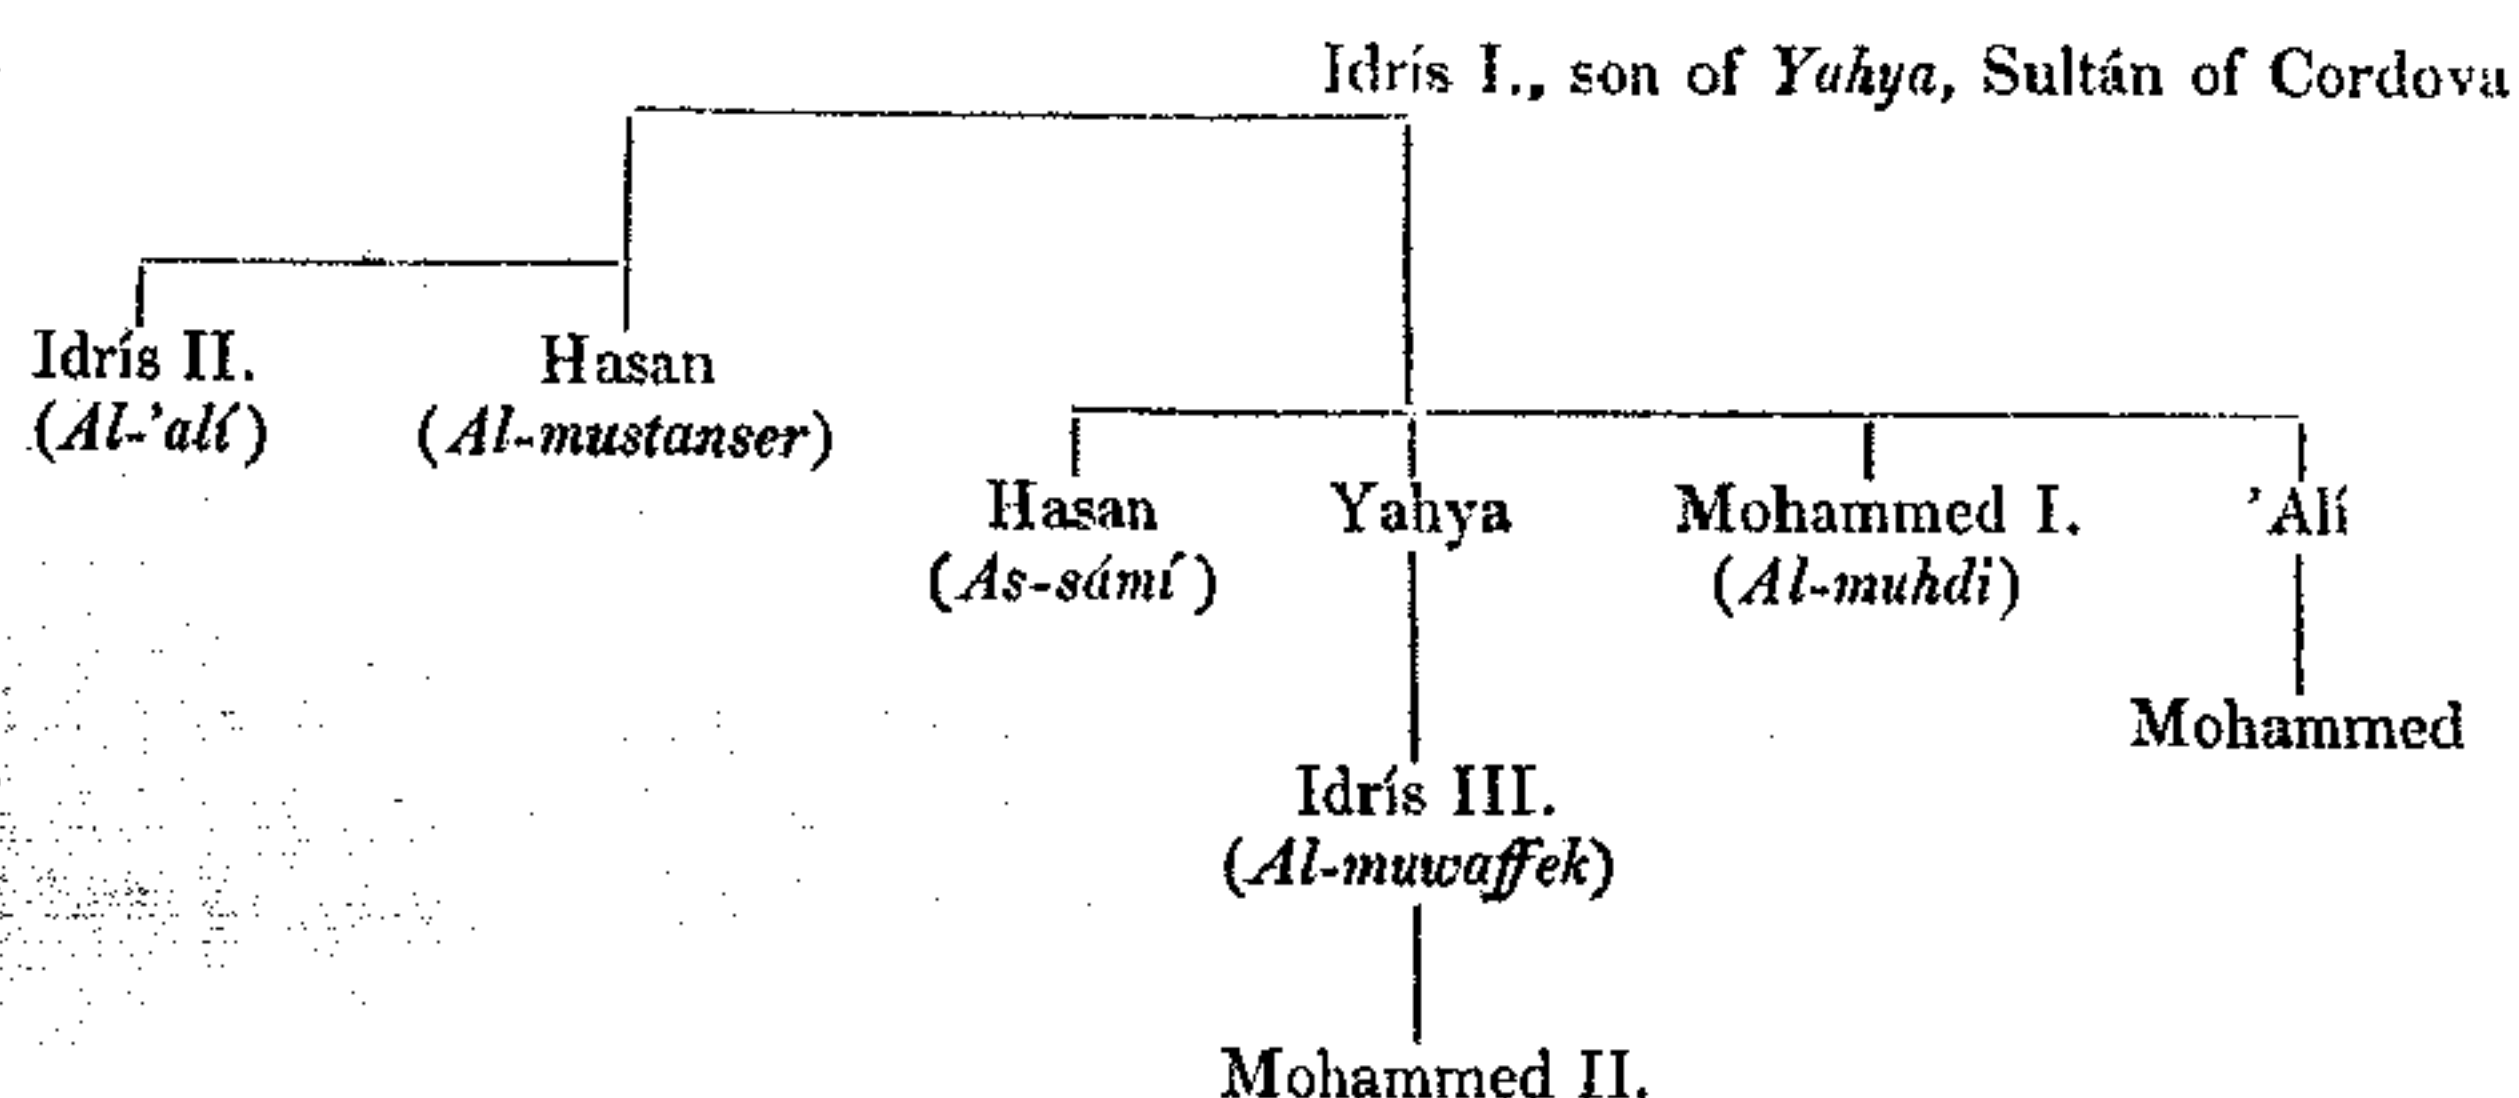 Idrís I., son of Yahya, Sultán of Cordova
Idrís II. Hasan
(Al-'alí) (Al-mustanser)
Hasan Yahya Mohammed I. 'Alí
(As-sámí) (Al-muhdi)
Mohammed
Idrís III.
(Al-muwaffek)
Mohammed II.